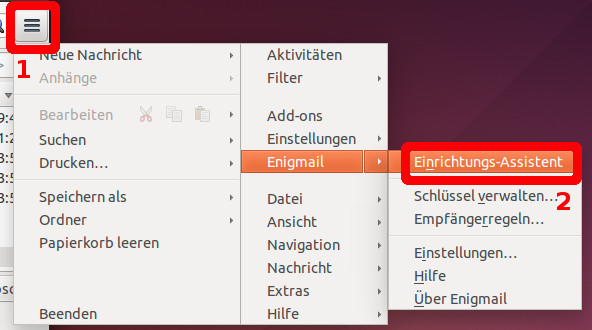 1
Neue Nachricht
Anhänge
Bearbeiten
Suchen
Drucken…
Speichern als
Ordner
Papierkorb leeren
Beenden
Aktivitäten
Filter
Add-ons
Einstellungen
Enigmail
Datei
Ansicht
Navigation
Nachricht
Extras
Hilfe
Einrichtungs-Assistent
2
Schlüssel verwalten…
Empfängerregeln…
Einstellungen…
Hilfe
Über Enigmail